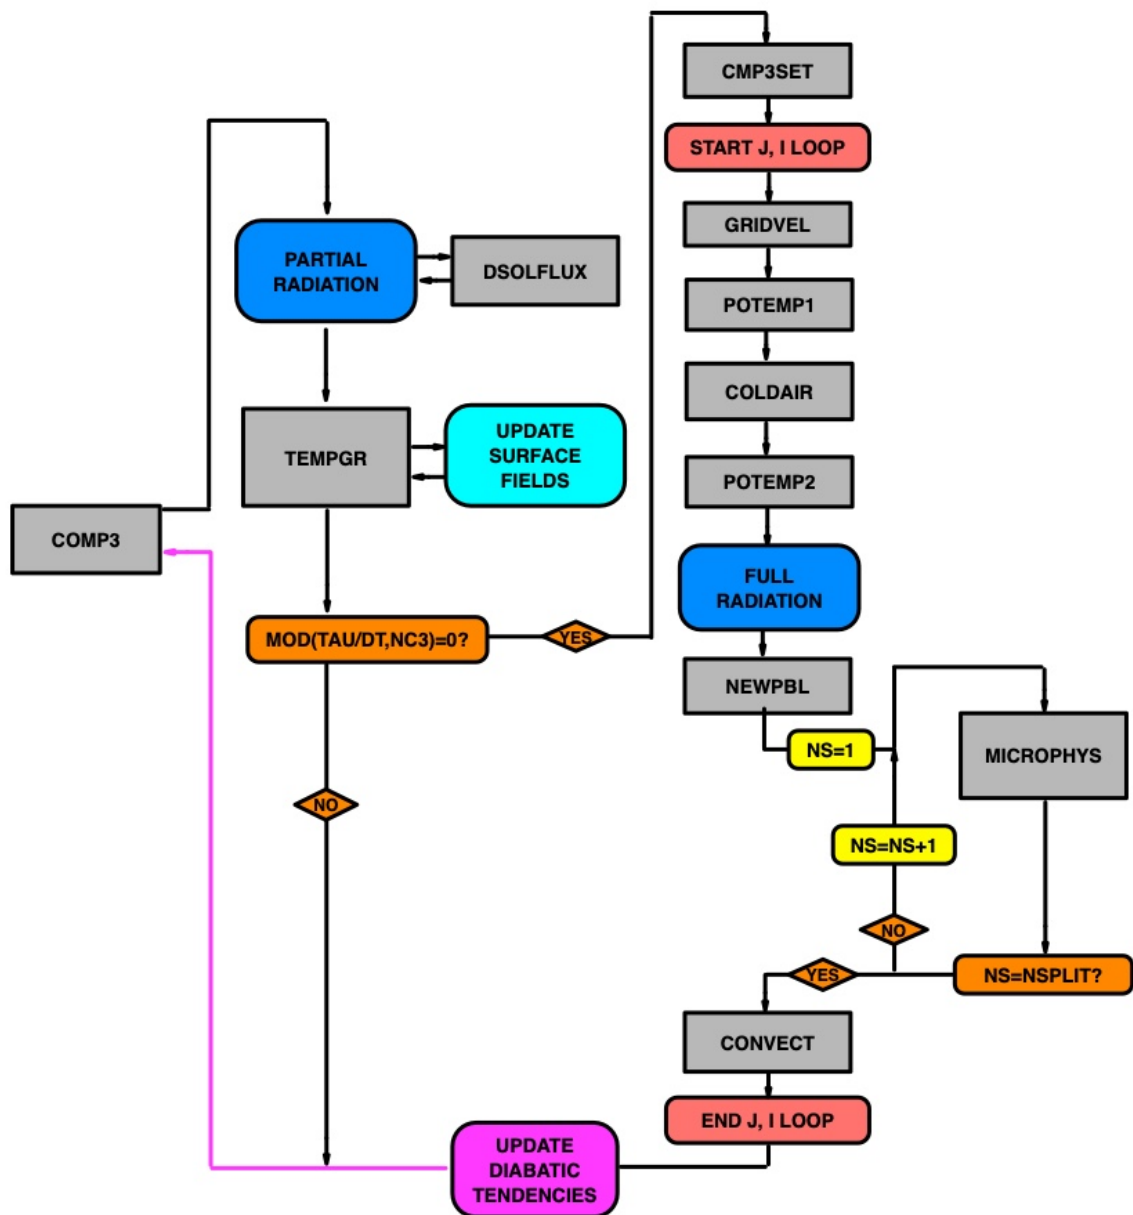 COMP3
PARTIAL
RADIATION
DSOLFLUX
TEMPGR
UPDATE
SURFACE
FIELDS
MOD(TAU/DT,NC3)=0?
YES
NO
CMP3SET
START J, I LOOP
GRIDVEL
POTEMP1
COLDAIR
POTEMP2
FULL
RADIATION
NEWPBL
NS=1
MICROPHYS
NS=NS+1
NO
NS=NSPLIT?
YES
CONVECT
END J, I LOOP
UPDATE
DIABATIC
TENDENCIES